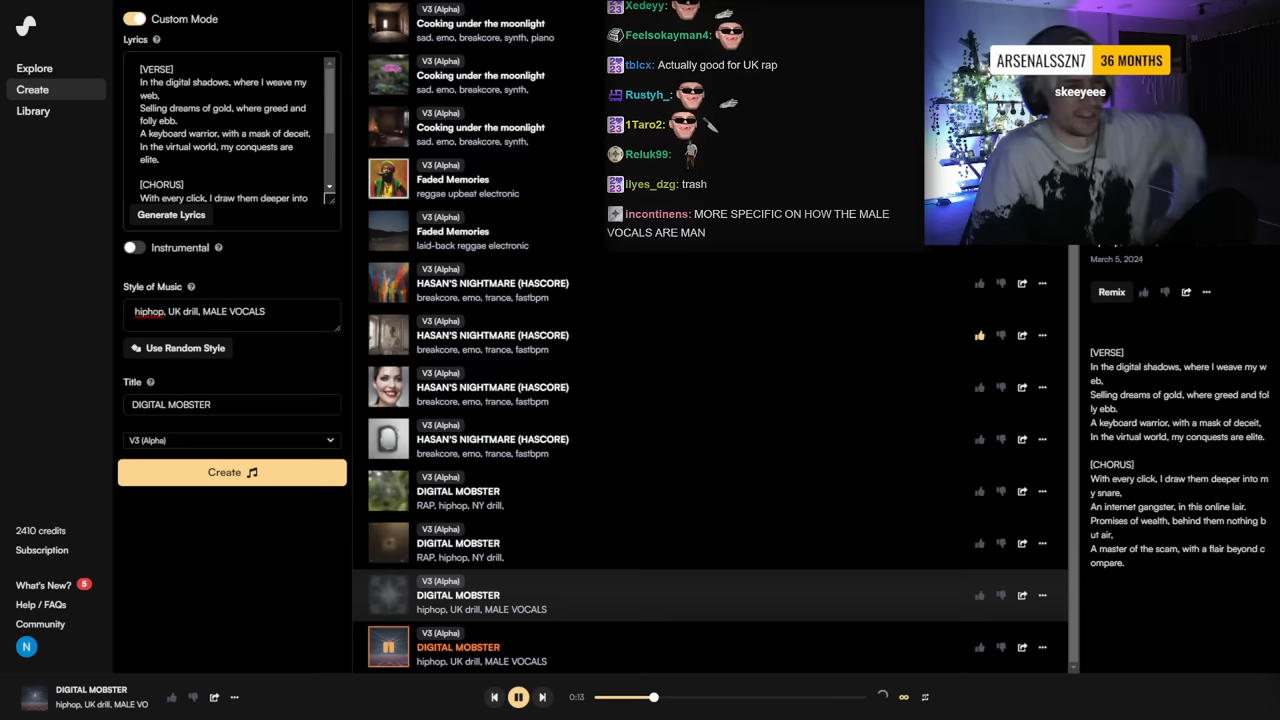 Explore
Create
Library
2410 credits
Subscription
What's New? 5
Help / FAQs
Community
N
Custom Mode
Lyrics
[VERSE]
In the digital shadows, where I weave my
web,
Selling dreams of gold, where greed and
folly ebb.
A keyboard warrior, with a mask of deceit,
In the virtual world, my conquests are
elite.
[CHORUS]
With every click, I draw them deeper into
Generate Lyrics
Instrumental
Style of Music
hiphop, UK drill, MALE VOCALS
Use Random Style
Title
DIGITAL MOBSTER
V3 (Alpha)
Create
V3 (Alpha)
Cooking under the moonlight
sad, emo, breakcore, synth, piano
V3 (Alpha)
Cooking under the moonlight
sad, emo, breakcore, synth,
V3 (Alpha)
Cooking under the moonlight
sad, emo, breakcore, synth,
V3 (Alpha)
Faded Memories
reggae upbeat electronic
V3 (Alpha)
Faded Memories
laid-back reggae electronic
V3 (Alpha)
HASAN'S NIGHTMARE (HASCORE)
breakcore, emo, trance, fastbpm
V3 (Alpha)
HASAN'S NIGHTMARE (HASCORE)
breakcore, emo, trance, fastbpm
V3 (Alpha)
HASAN'S NIGHTMARE (HASCORE)
breakcore, emo, trance, fastbpm
V3 (Alpha)
HASAN'S NIGHTMARE (HASCORE)
breakcore, emo, trance, fastbpm
V3 (Alpha)
DIGITAL MOBSTER
RAP, hiphop, NY drill,
V3 (Alpha)
DIGITAL MOBSTER
RAP, hiphop, NY drill,
V3 (Alpha)
DIGITAL MOBSTER
hiphop, UK drill, MALE VOCALS
V3 (Alpha)
DIGITAL MOBSTER
hiphop, UK drill, MALE VOCALS
Xedeyy:
Feelsokayman4:
tblcx: Actually good for UK rap
Rustyh_:
1Taro2:
Reluk99:
ilyes_dzg: trash
incontinens: MORE SPECIFIC ON HOW THE MALE
VOCALS ARE MAN
ARSENALSSZN7 36 MONTHS
skeeyeee
March 5, 2024
Remix
[VERSE]
In the digital shadows, where I weave my w
eb,
Selling dreams of gold, where greed and fol
ly ebb.
A keyboard warrior, with a mask of deceit,
In the virtual world, my conquests are elite.
[CHORUS]
With every click, I draw them deeper into m
y snare,
An internet gangster, in this online lair.
Promises of wealth, behind them nothing b
ut air,
A master of the scam, with a flair beyond c
ompare.
DIGITAL MOBSTER
hiphop, UK drill, MALE VO
0:13